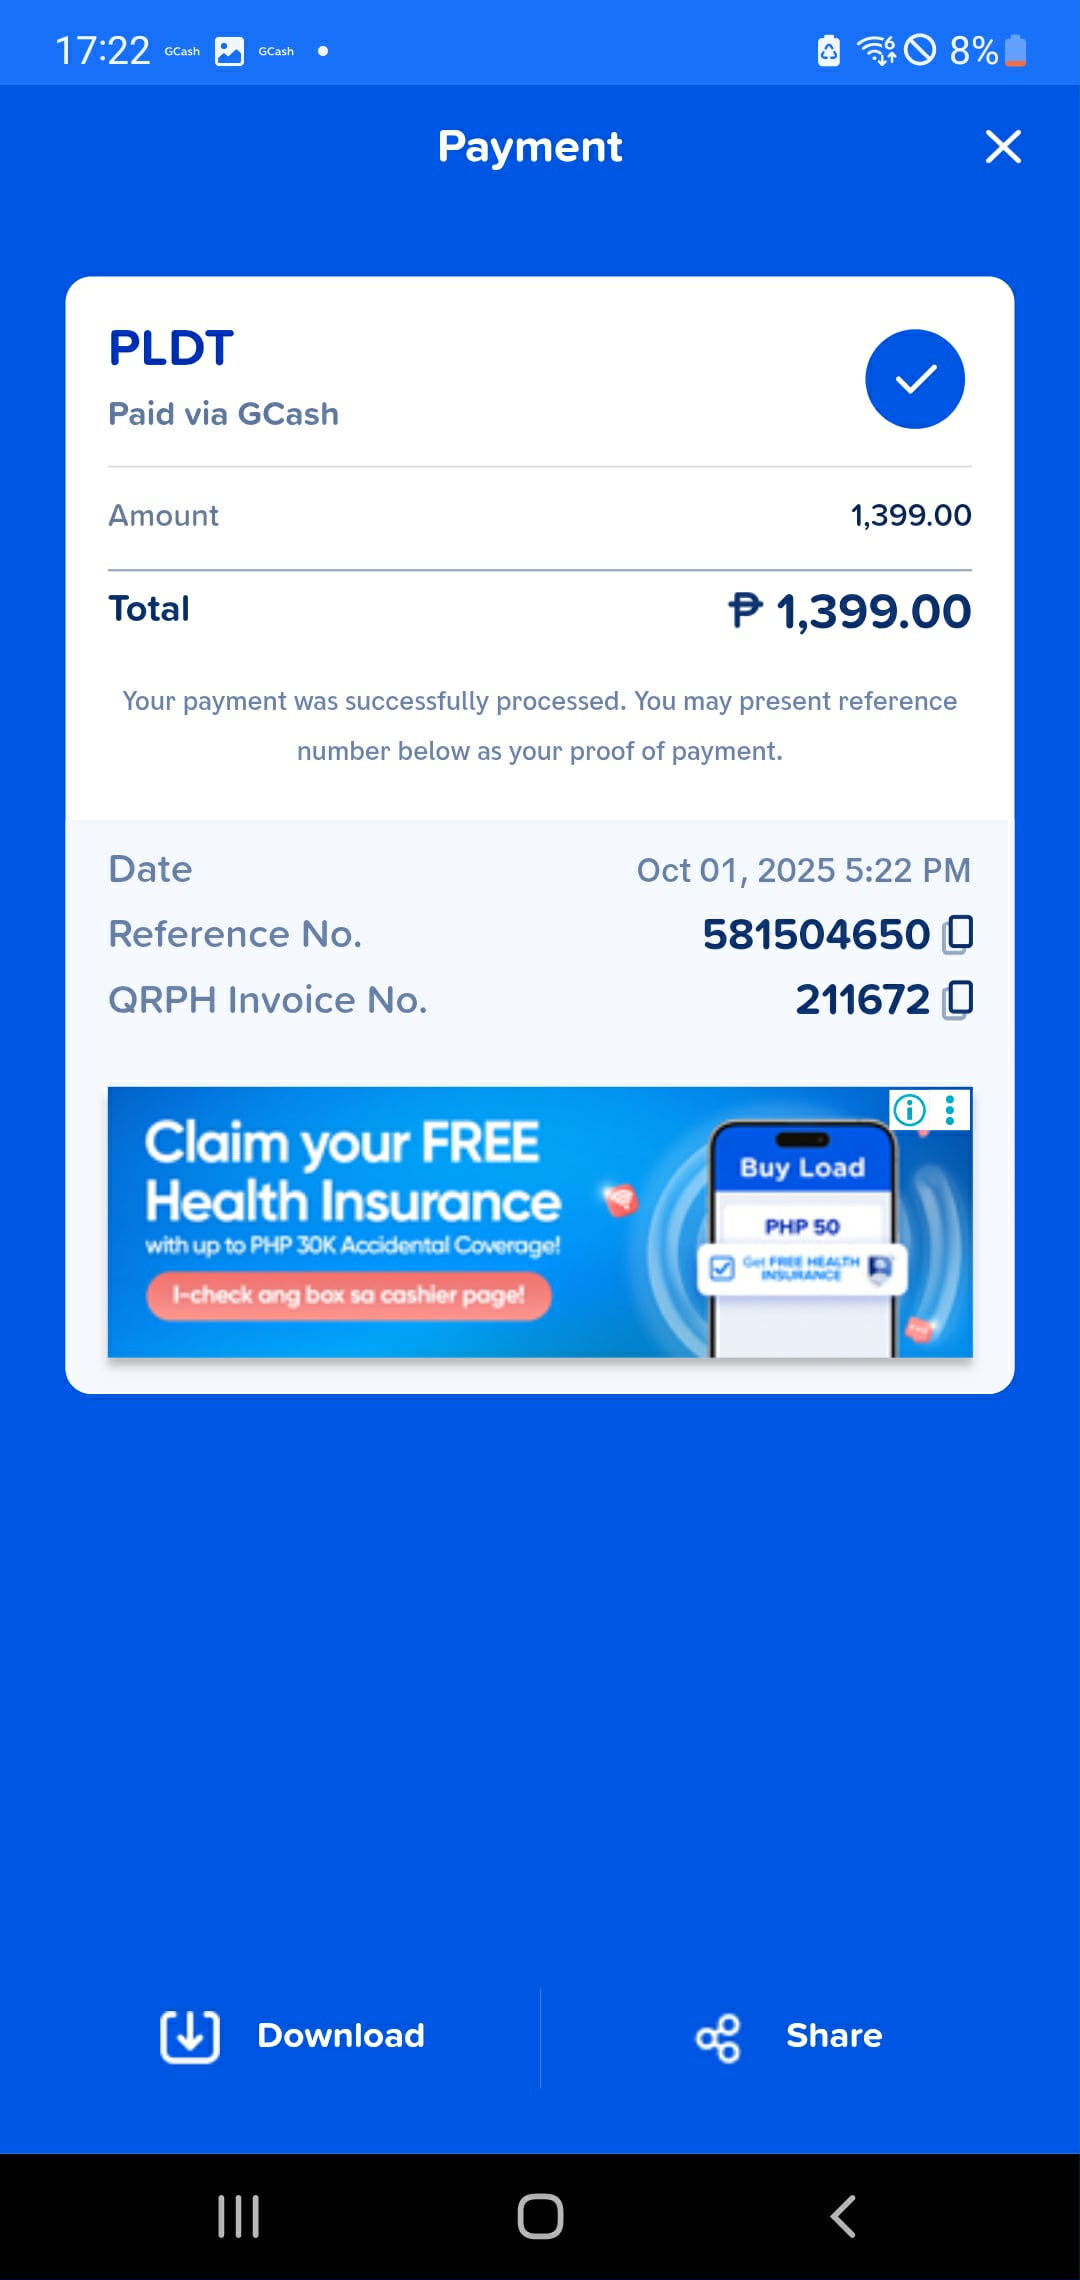 17:22 GCash GCash 8%
Payment
PLDT
Paid via GCash
Amount 1,399.00
Total ₱ 1,399.00
Your payment was successfully processed. You may present reference
number below as your proof of payment.
Date Oct 01, 2025 5:22 PM
Reference No. 581504650
QRPH Invoice No. 211672
Claim your FREE
Health Insurance
with up to PHP 30K Accidental Coverage!
I-check ang box sa cashier page!
Buy Load
PHP 50
Get FREE HEALTH
INSURANCE
Download Share